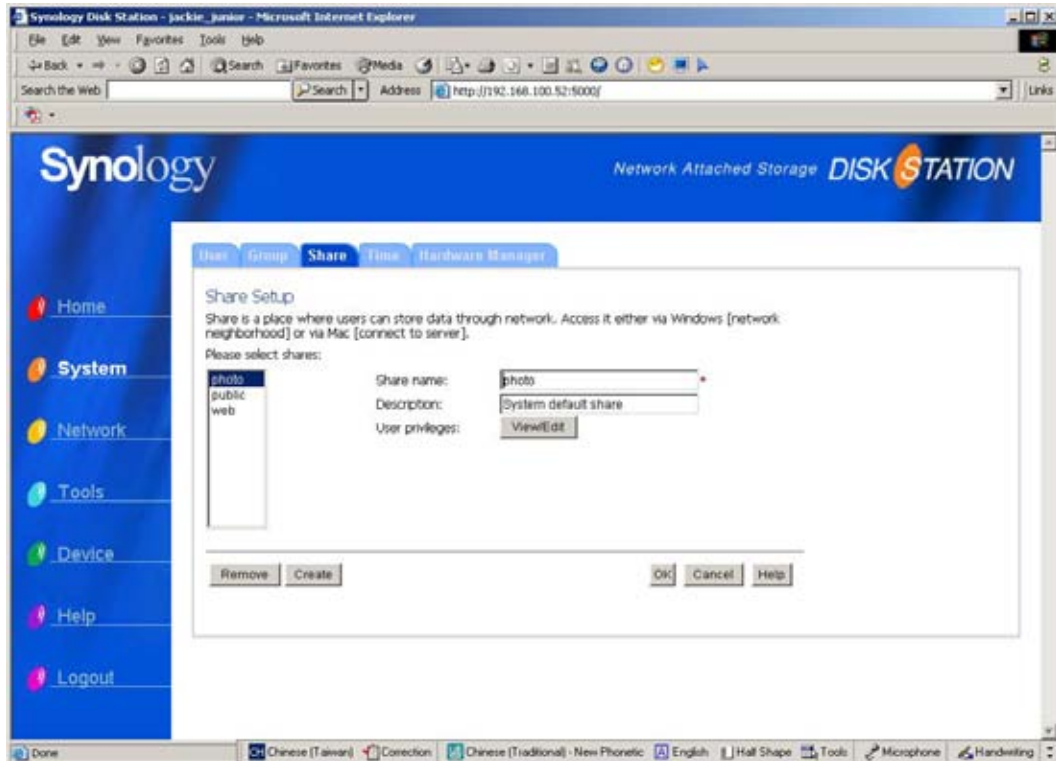 Synology Disk Station - jackie_junior - Microsoft Internet Explorer
File Edit View Favorites Tools Help
Back Search Favorites Media
Search the Web Search Address http://192.168.100.52:5000/ Links
Synology
Network Attached Storage DISK STATION
User Group Share Time Hardware Manager
Home
System
Network
Tools
Device
Help
Logout
Share Setup
Share is a place where users can store data through network. Access it either via Windows [network
neighborhood] or via Mac [connect to server].
Please select shares:
photo
public
web
Share name: photo *
Description: System default share
User privileges: View/Edit
Remove Create OK Cancel Help
Done CH Chinese (Taiwan) Correction Chinese (Traditional) - New Phonetic A English Half Shape Tools Microphone Handwriting